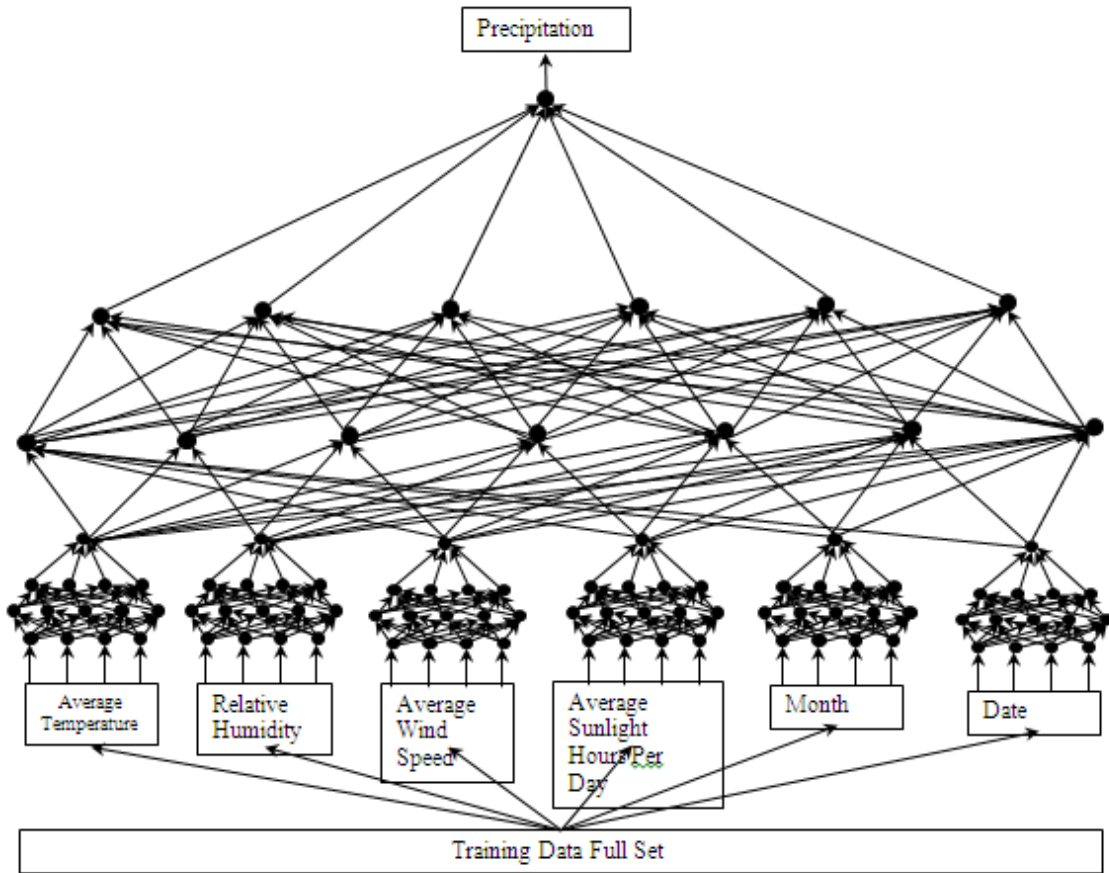 Precipitation
Average
Temperature
Relative
Humidity
Average
Wind
Speed
Average
Sunlight
Hours Per
Day
Month
Date
Training Data Full Set